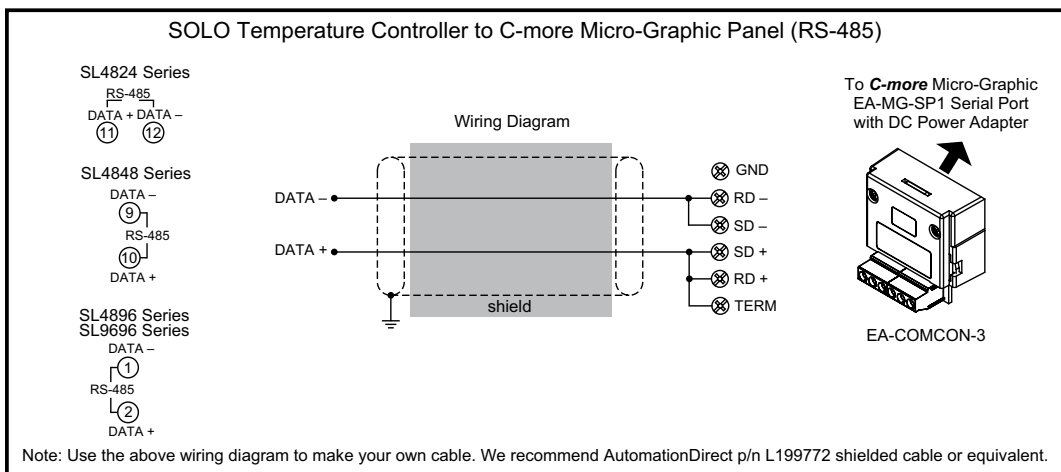 SOLO Temperature Controller to C-more Micro-Graphic Panel (RS-485)
SL4824 Series
RS-485
DATA + DATA –
11 12
SL4848 Series
DATA –
9
RS-485
10
DATA +
SL4896 Series
SL9696 Series
DATA –
1
RS-485
2
DATA +
Wiring Diagram
DATA –
DATA +
shield
GND
RD –
SD –
SD +
RD +
TERM
To C-more Micro-Graphic
EA-MG-SP1 Serial Port
with DC Power Adapter
EA-COMCON-3
Note: Use the above wiring diagram to make your own cable. We recommend AutomationDirect p/n L199772 shielded cable or equivalent.